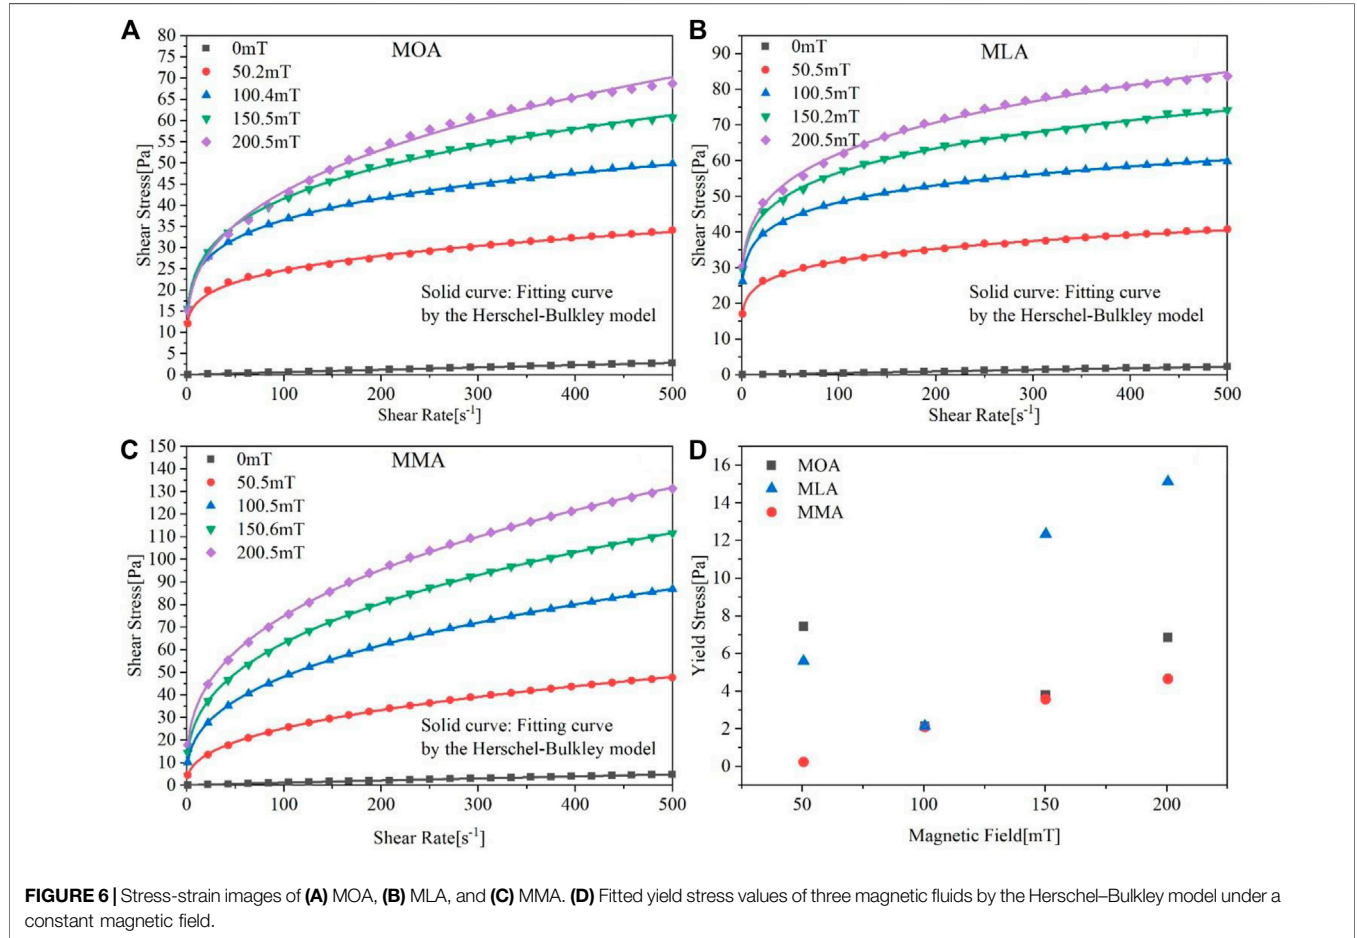 A
MOA
0mT
50.2mT
100.4mT
150.5mT
200.5mT
Solid curve: Fitting curve
by the Herschel-Bulkley model
Shear Stress[Pa]
80
75
70
65
60
55
50
45
40
35
30
25
20
15
10
5
0
0 100 200 300 400 500
Shear Rate[s-1]
B
MLA
0mT
50.5mT
100.5mT
150.2mT
200.5mT
Solid curve: Fitting curve
by the Herschel-Bulkley model
Shear Stress[Pa]
90
80
70
60
50
40
30
20
10
0
0 100 200 300 400 500
Shear Rate[s-1]
C
MMA
0mT
50.5mT
100.5mT
150.6mT
200.5mT
Solid curve: Fitting curve
by the Herschel-Bulkley model
Shear Stress[Pa]
150
140
130
120
110
100
90
80
70
60
50
40
30
20
10
0
0 100 200 300 400 500
Shear Rate[s-1]
D
MOA
MLA
MMA
Yield Stress[Pa]
16
14
12
10
8
6
4
2
0
50 100 150 200
Magnetic Field[mT]
FIGURE 6 | Stress-strain images of (A) MOA, (B) MLA, and (C) MMA. (D) Fitted yield stress values of three magnetic fluids by the Herschel–Bulkley model under a
constant magnetic field.